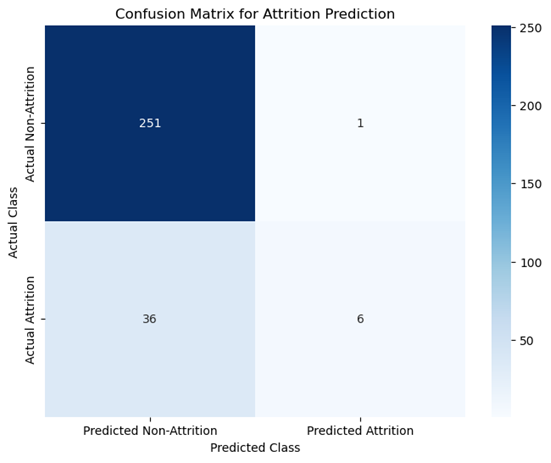 Confusion Matrix for Attrition Prediction
Actual Class
Actual Non-Attrition
251
1
Actual Attrition
36
6
Predicted Non-Attrition
Predicted Attrition
Predicted Class
250
200
150
100
50